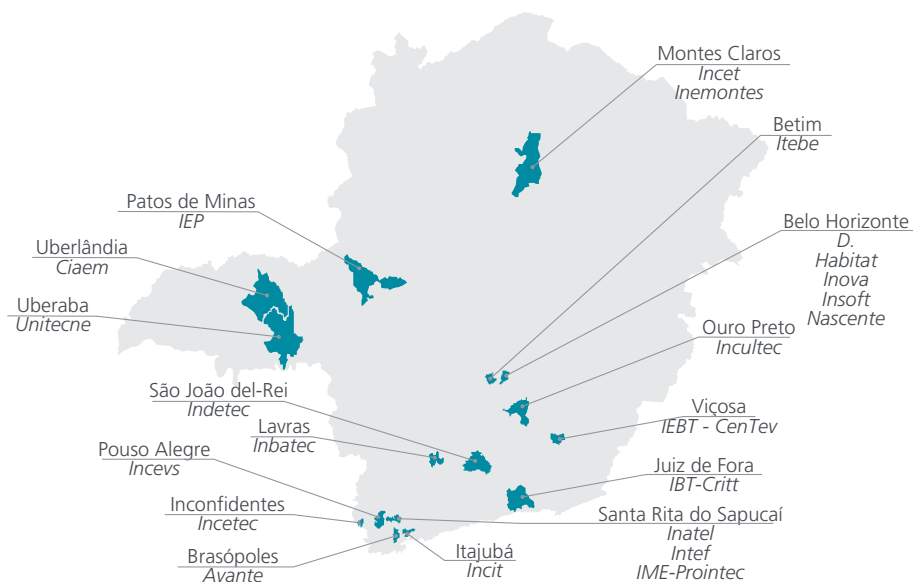 Montes Claros
Incet
Inemontes
Betim
Itebe
Patos de Minas
IEP
Belo Horizonte
D.
Habitat
Inova
Insoft
Nascente
Uberlândia
Ciaem
Uberaba
Unitecne
Ouro Preto
Incultec
São João del-Rei
Indetec
Viçosa
IEBT - CenTev
Lavras
Inbatec
Pouso Alegre
Incevs
Juiz de Fora
IBT-Critt
Inconfidentes
Incetec
Santa Rita do Sapucaí
Inatel
Intef
IME-Prointec
Brasópoles
Avante
Itajubá
Incit